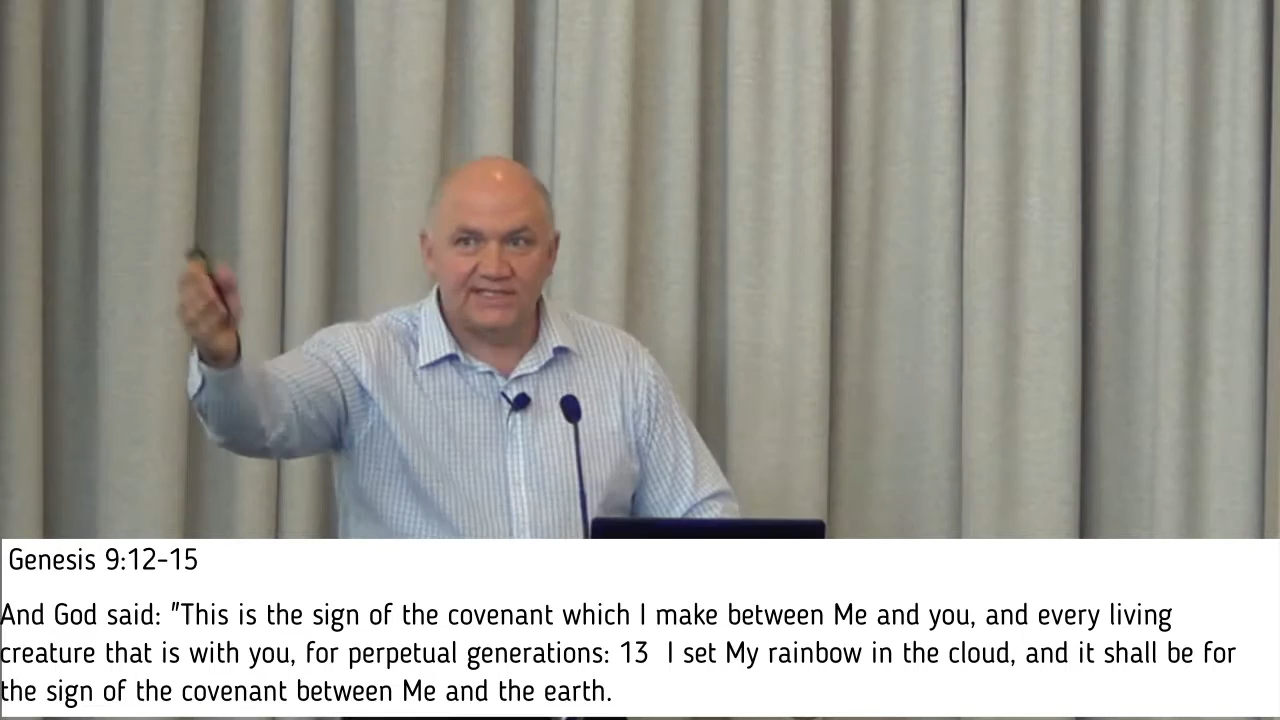 Genesis 9:12-15
And God said: "This is the sign of the covenant which I make between Me and you, and every living
creature that is with you, for perpetual generations: 13 I set My rainbow in the cloud, and it shall be for
the sign of the covenant between Me and the earth.